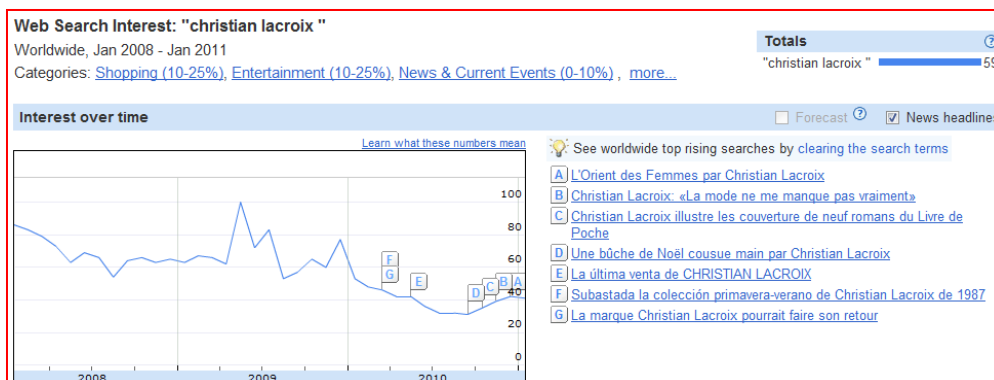 Web Search Interest: "christian lacroix "
Worldwide, Jan 2008 - Jan 2011
Categories: Shopping (10-25%), Entertainment (10-25%), News & Current Events (0-10%) , more...
Totals
"christian lacroix " 59
Interest over time
Forecast ? News headlines
Learn what these numbers mean
See worldwide top rising searches by clearing the search terms
A L'Orient des Femmes par Christian Lacroix
B Christian Lacroix: «La mode ne me manque pas vraiment»
C Christian Lacroix illustre les couverture de neuf romans du Livre de
Poche
D Une bûche de Noël cousue main par Christian Lacroix
E La última venta de CHRISTIAN LACROIX
F Subastada la colección primavera-verano de Christian Lacroix de 1987
G La marque Christian Lacroix pourrait faire son retour
100
80
60
40
20
0
F
G
E
D
C
B
A
2008
2009
2010